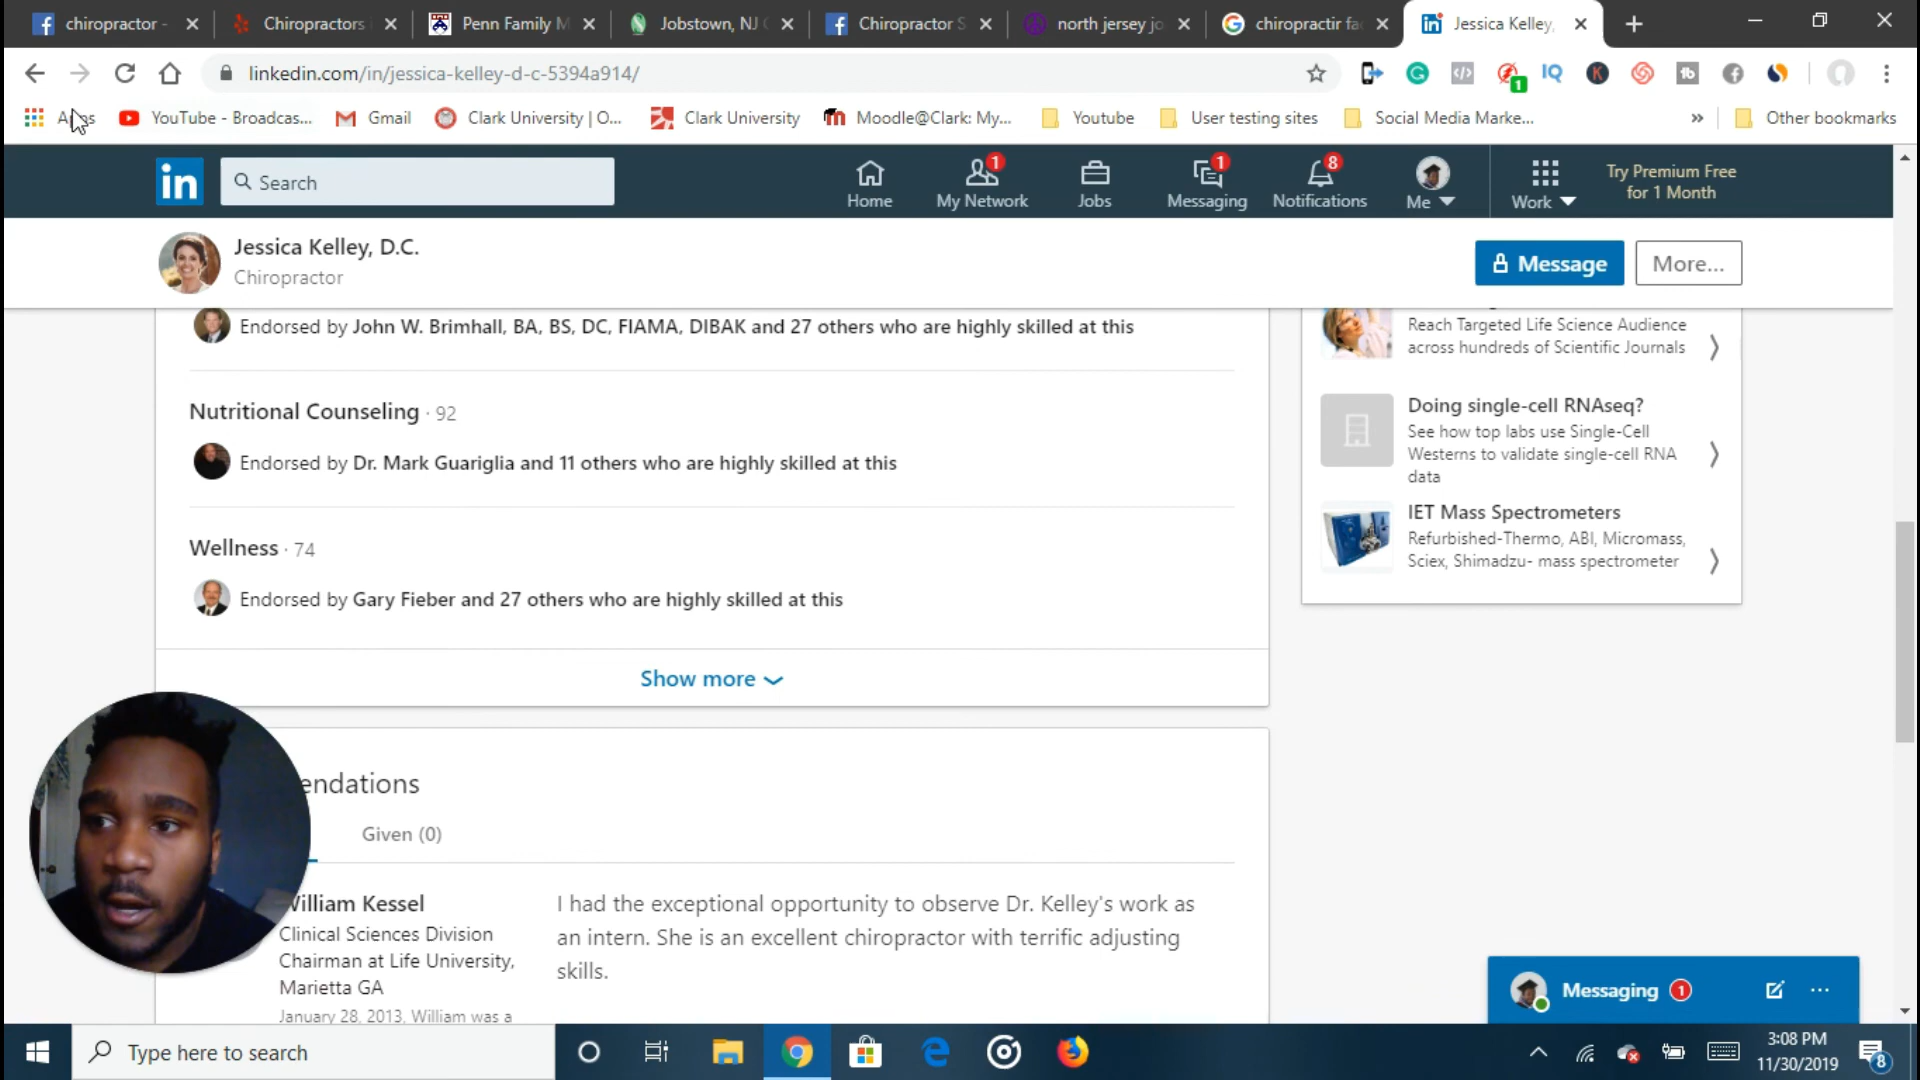 chiropractor -
Chiropractors
Penn Family M
Jobstown, NJ
Chiropractor S
north jersey jo
chiropractir fa
Jessica Kelley,
linkedin.com/in/jessica-kelley-d-c-5394a914/
IQ
1
K
fb
YouTube - Broadcas...
Gmail
Clark University | O...
Clark University
Moodle@Clark: My...
Youtube
User testing sites
Social Media Marke...
»
Other bookmarks
in
Search
Home
1
My Network
Jobs
1
Messaging
8
Notifications
Me
Work
Try Premium Free
for 1 Month
Jessica Kelley, D.C.
Chiropractor
Message
More...
Endorsed by John W. Brimhall, BA, BS, DC, FIAMA, DIBAK and 27 others who are highly skilled at this
Nutritional Counseling · 92
Endorsed by Dr. Mark Guariglia and 11 others who are highly skilled at this
Wellness · 74
Endorsed by Gary Fieber and 27 others who are highly skilled at this
Show more
Reach Targeted Life Science Audience
across hundreds of Scientific Journals
Doing single-cell RNAseq?
See how top labs use Single-Cell
Westerns to validate single-cell RNA
data
IET Mass Spectrometers
Refurbished-Thermo, ABI, Micromass,
Sciex, Shimadzu- mass spectrometer
endations
Given (0)
William Kessel
Clinical Sciences Division
Chairman at Life University,
Marietta GA
January 28, 2013, William was a
I had the exceptional opportunity to observe Dr. Kelley's work as
an intern. She is an excellent chiropractor with terrific adjusting
skills.
Messaging 1
Type here to search
3:08 PM
11/30/2019
8